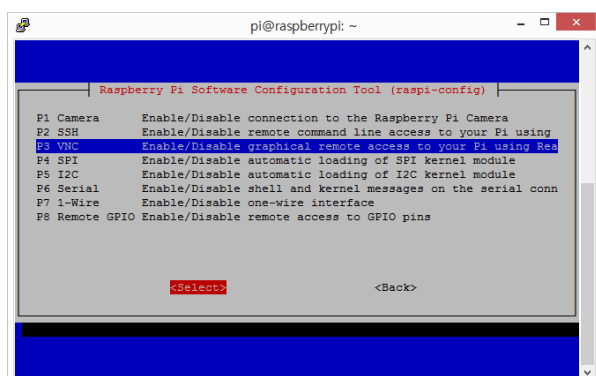 pi@raspberrypi: ~
Raspberry Pi Software Configuration Tool (raspi-config)
P1 Camera Enable/Disable connection to the Raspberry Pi Camera
P2 SSH Enable/Disable remote command line access to your Pi using
P3 VNC Enable/Disable graphical remote access to your Pi using Rea
P4 SPI Enable/Disable automatic loading of SPI kernel module
P5 I2C Enable/Disable automatic loading of I2C kernel module
P6 Serial Enable/Disable shell and kernel messages on the serial conn
P7 1-Wire Enable/Disable one-wire interface
P8 Remote GPIO Enable/Disable remote access to GPIO pins
<Select> <Back>